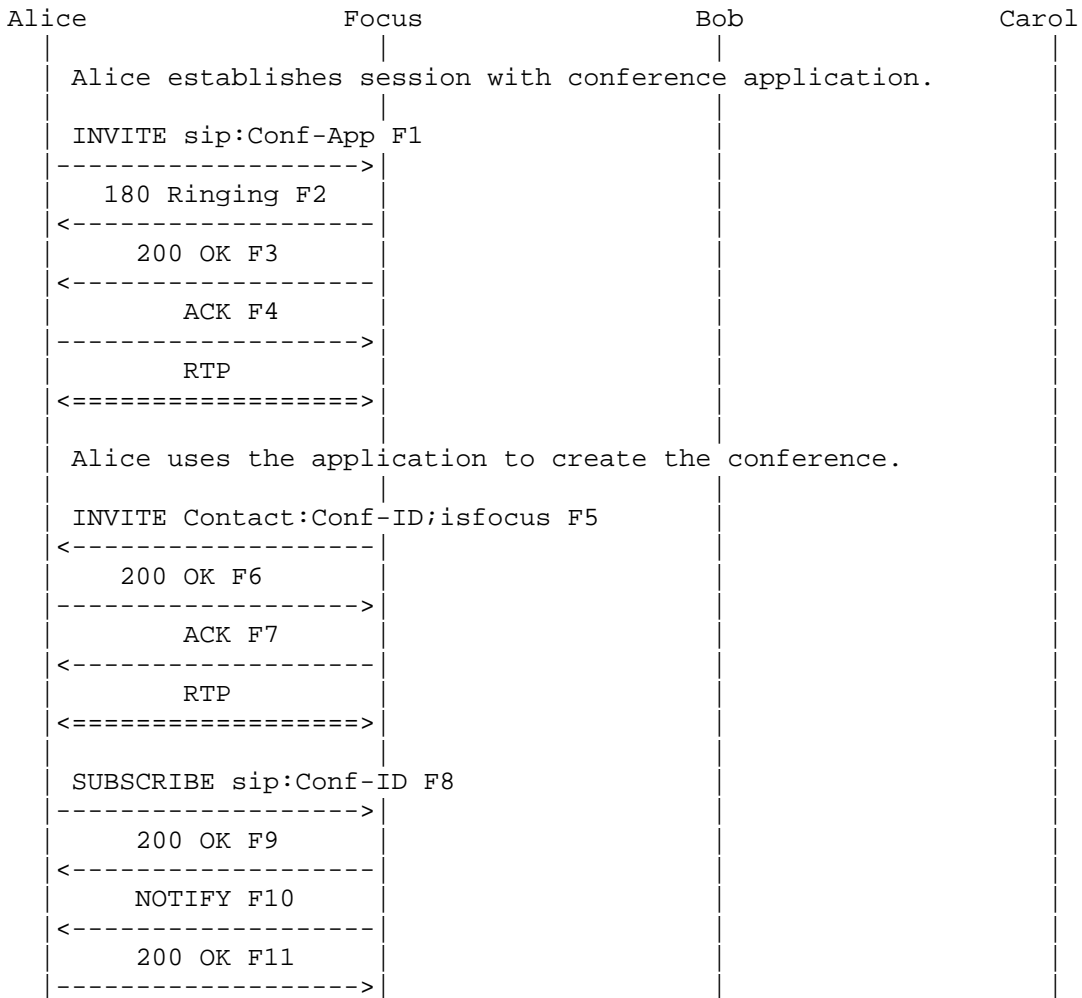 Alice Focus Bob Carol
Alice establishes session with conference application.
INVITE sip:Conf-App F1
180 Ringing F2
200 OK F3
ACK F4
RTP
Alice uses the application to create the conference.
INVITE Contact:Conf-ID;isfocus F5
200 OK F6
ACK F7
RTP
SUBSCRIBE sip:Conf-ID F8
200 OK F9
NOTIFY F10
200 OK F11